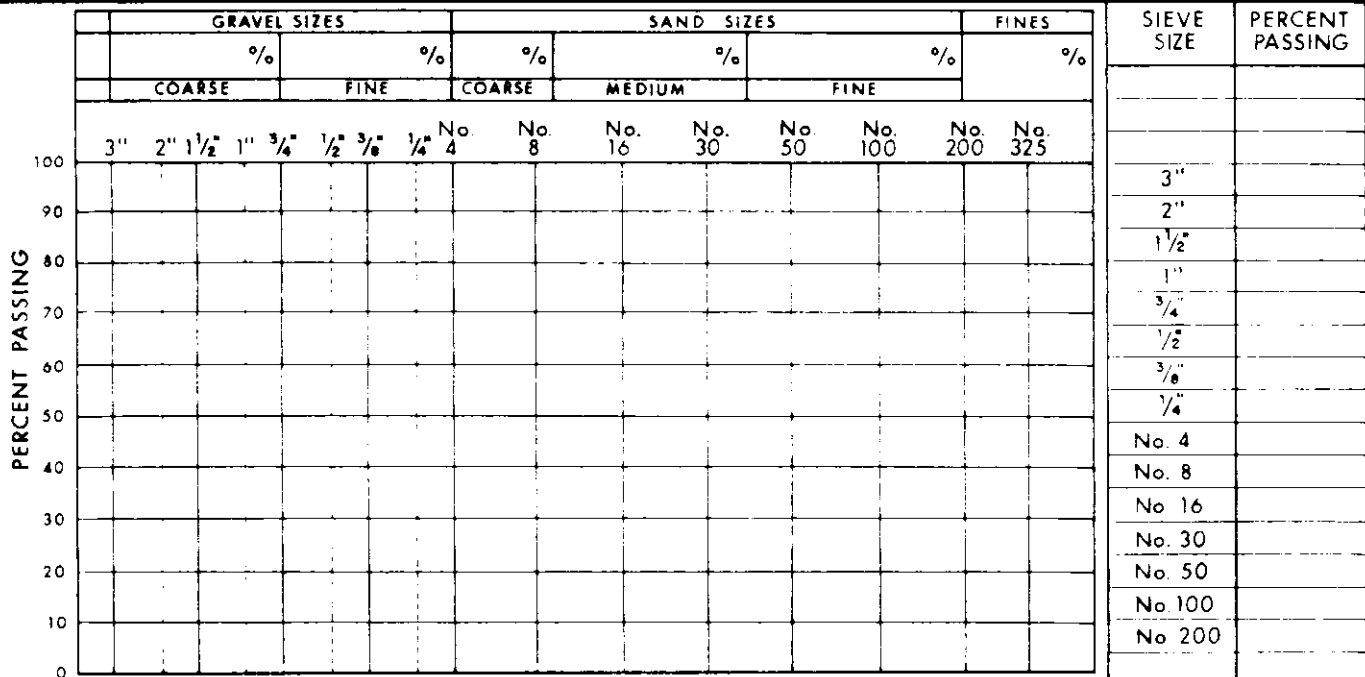 GRAVEL SIZES SAND SIZES FINES
% % % % % %
COARSE FINE COARSE MEDIUM FINE
No. No. No. No. No. No. No. No.
3" 2" 1 1/2" 1" 3/4" 1/2" 3/8" 1/4" 4 8 16 30 50 100 200 325
100
90
80
70
60
50
40
30
20
10
0
PERCENT PASSING
SIEVE SIZE PERCENT PASSING
3"
2"
1 1/2"
1"
3/4"
1/2"
3/8"
1/4"
No. 4
No. 8
No 16
No. 30
No. 50
No. 100
No 200